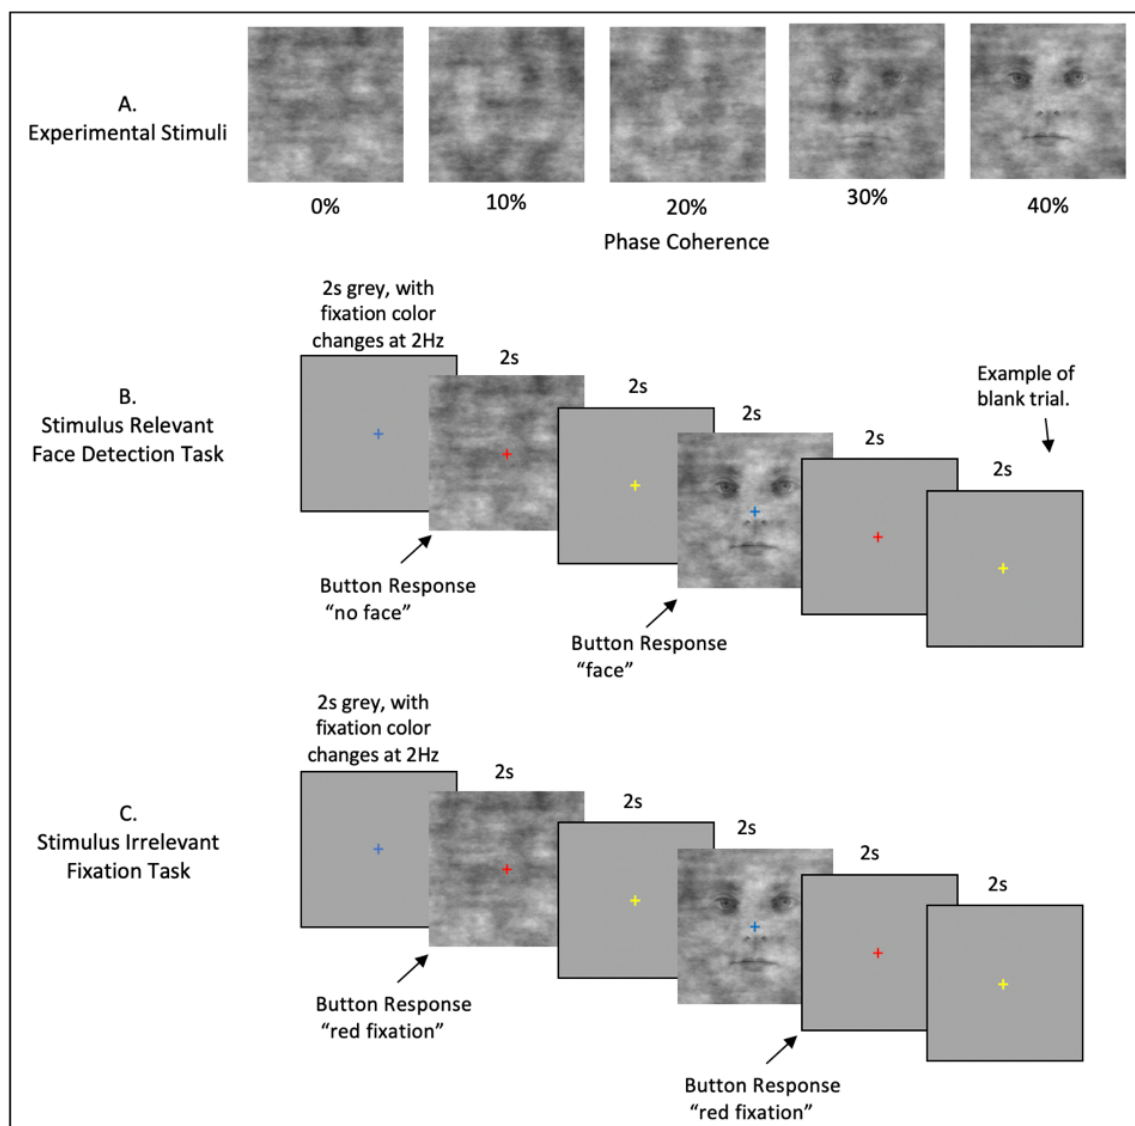 A.
Experimental Stimuli
0%
10%
20%
30%
40%
Phase Coherence
2s grey, with
fixation color
changes at 2Hz
2s
2s
2s
2s
2s
Example of
blank trial.
B.
Stimulus Relevant
Face Detection Task
Button Response
“no face”
Button Response
“face”
2s grey, with
fixation color
changes at 2Hz
2s
2s
2s
2s
2s
C.
Stimulus Irrelevant
Fixation Task
Button Response
“red fixation”
Button Response
“red fixation”